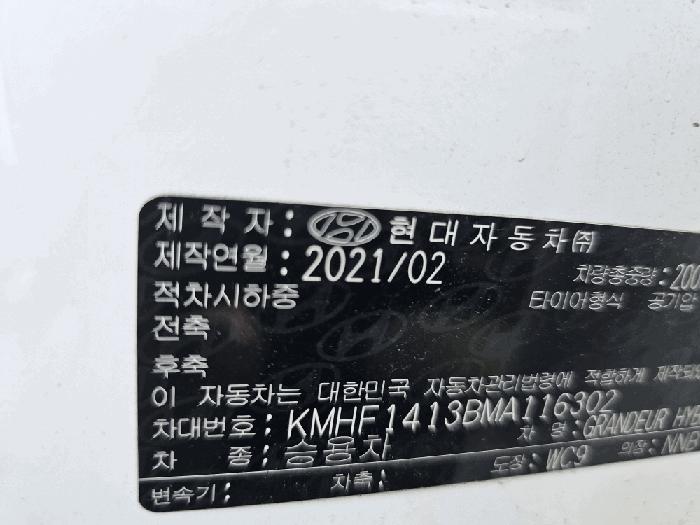 제 작 자 : 현 대 자 동 차 ㈜
제작연월 : 2021/02 차량총중량 : 200
적차시하중 타이어형식 공기압
전축
후축
이 자동차는 대한민국 자동차관리법령에 적합하게 제작되
차대번호 : KMHF1413BMA116302
차 종 : 승용차 차 명 : GRANDEUR
변속기 : 차축 : 도장 : WC9 의장 :